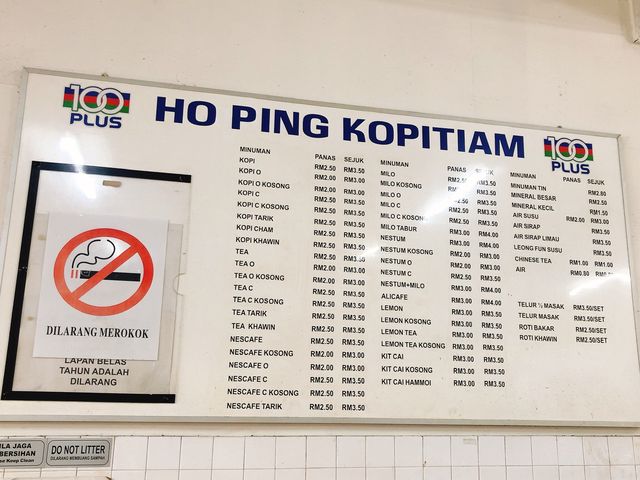 100 PLUS
HO PING KOPITIAM
100 PLUS
MINUMAN PANAS SEJUK
KOPI RM2.50 RM3.50
KOPI O RM2.00 RM3.00
KOPI O KOSONG RM2.00 RM3.00
KOPI C RM2.50 RM3.50
KOPI C KOSONG RM2.50 RM3.50
KOPI TARIK RM2.50 RM3.50
KOPI CHAM RM2.50 RM3.50
KOPI KHAWIN RM2.50 RM3.50
TEA RM2.50 RM3.50
TEA O RM2.00 RM3.00
TEA O KOSONG RM2.00 RM3.00
TEA C RM2.50 RM3.50
TEA C KOSONG RM2.50 RM3.50
TEA TARIK RM2.50 RM3.50
TEA KHAWIN RM2.50 RM3.50
NESCAFE RM2.50 RM3.50
NESCAFE KOSONG RM2.00 RM3.00
NESCAFE O RM2.00 RM3.00
NESCAFE C RM2.50 RM3.50
NESCAFE C KOSONG RM2.50 RM3.50
NESCAFE TARIK RM2.50 RM3.50
MINUMAN PANAS SEJUK
MILO RM3.50
MILO KOSONG RM3.50
MILO O RM3.50
MILO C RM2.50 RM3.50
MILO C KOSONG RM2.50 RM3.50
MILO TABUR RM3.00 RM4.00
NESTUM RM3.00 RM4.00
NESTUM KOSONG RM3.00
NESTUM O RM3.00
NESTUM C
NESTUM+MILO RM3.00 RM4.00
ALICAFE
LEMON RM3.00 RM3.50
LEMON KOSONG RM3.00 RM3.50
LEMON TEA RM3.00 RM3.50
LEMON TEA KOSONG RM3.00 RM3.50
KIT CAI RM3.00 RM3.50
KIT CAI KOSONG RM3.00 RM3.50
KIT CAI HAMMOI RM3.00 RM3.50
MINUMAN PANAS SEJUK
MINUMAN TIN RM2.80
MINERAL BESAR RM2.50
MINERAL KECIL RM1.50
AIR SUSU RM2.00 RM3.00
AIR SIRAP RM3.50
AIR SIRAP LIMAU RM3.50
LEONG FUN SUSU RM3.50
CHINESE TEA RM1.00 RM1.00
AIR RM0.80
TELUR ½ MASAK RM3.50/SET
TELUR MASAK RM3.50/SET
ROTI BAKAR RM2.50/SET
ROTI KHAWIN RM2.50/SET
DILARANG MEROKOK
LAPAN BELAS
TAHUN ADALAH
DILARANG
ILA JAGA
BERSIHAN
se Keep Clean
DO NOT LITTER
DILARANG MEMBUANG SAMPAH